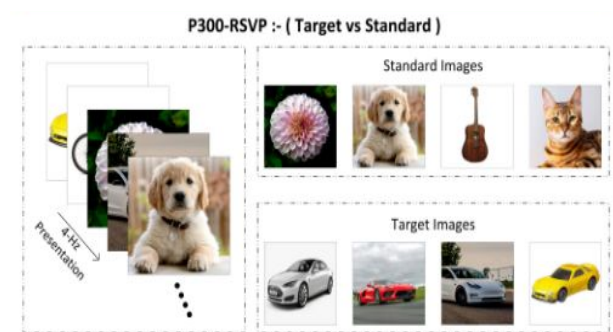 P300-RSVP :- ( Target vs Standard )
Standard Images
4-Hz
Presentation
Target Images